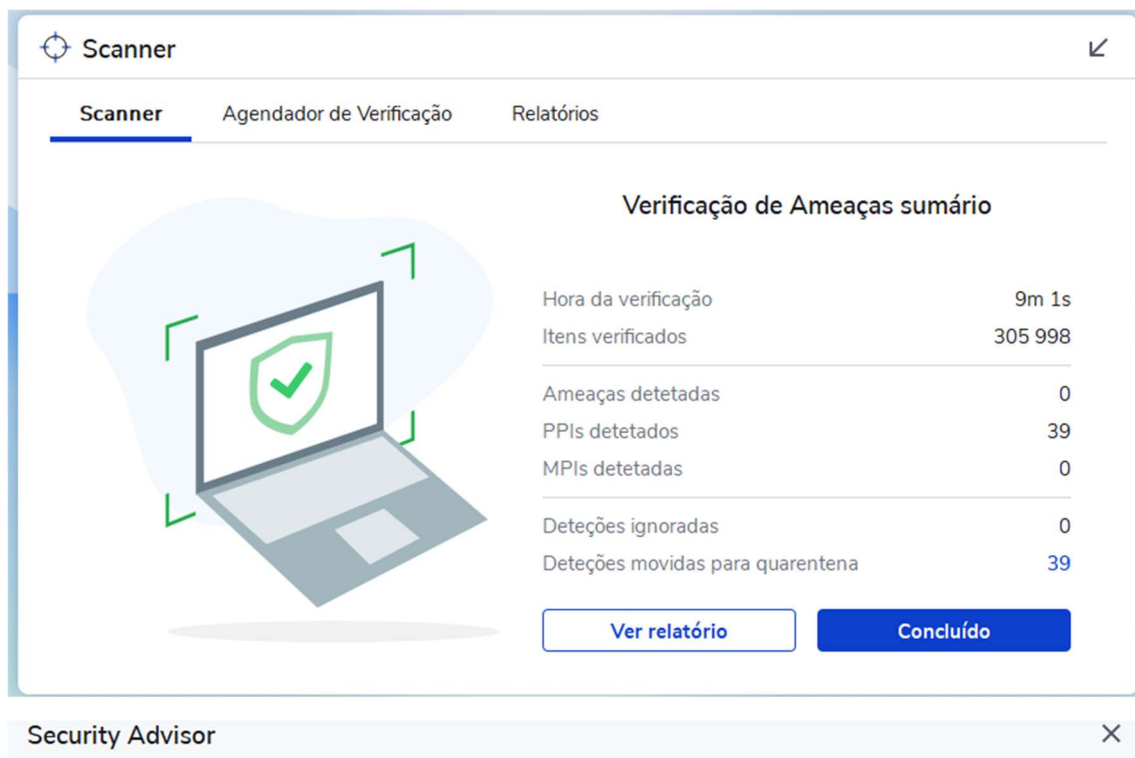 Scanner
Scanner Agendador de Verificação Relatórios
Verificação de Ameaças sumário
Hora da verificação 9m 1s
Itens verificados 305 998
Ameaças detetadas 0
PPIs detetados 39
MPIs detetadas 0
Deteções ignoradas 0
Deteções movidas para quarentena 39
Ver relatório Concluído
Security Advisor